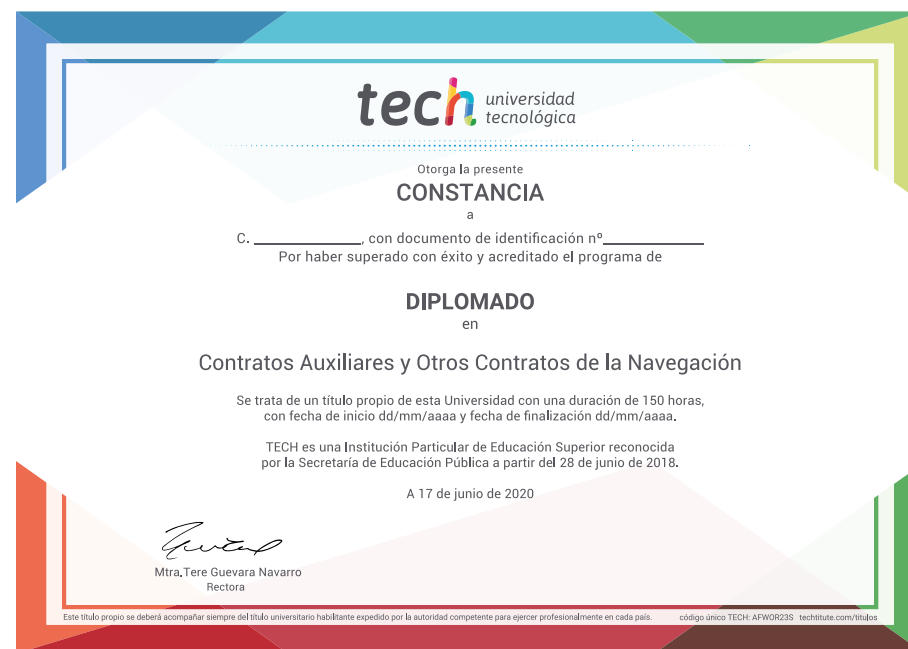 tech universidad
tecnológica
Otorga la presente
CONSTANCIA
a
C. ____________, con documento de identificación nº____________
Por haber superado con éxito y acreditado el programa de
DIPLOMADO
en
Contratos Auxiliares y Otros Contratos de la Navegación
Se trata de un título propio de esta Universidad con una duración de 150 horas,
con fecha de inicio dd/mm/aaaa y fecha de finalización dd/mm/aaaa.
TECH es una Institución Particular de Educación Superior reconocida
por la Secretaría de Educación Pública a partir del 28 de junio de 2018.
A 17 de junio de 2020
Mtra.Tere Guevara Navarro
Rectora
Este título propio se deberá acompañar siempre del título universitario habilitante expedido por la autoridad competente para ejercer profesionalmente en cada país. código único TECH: AFWOR23S techtitute.com/titulos